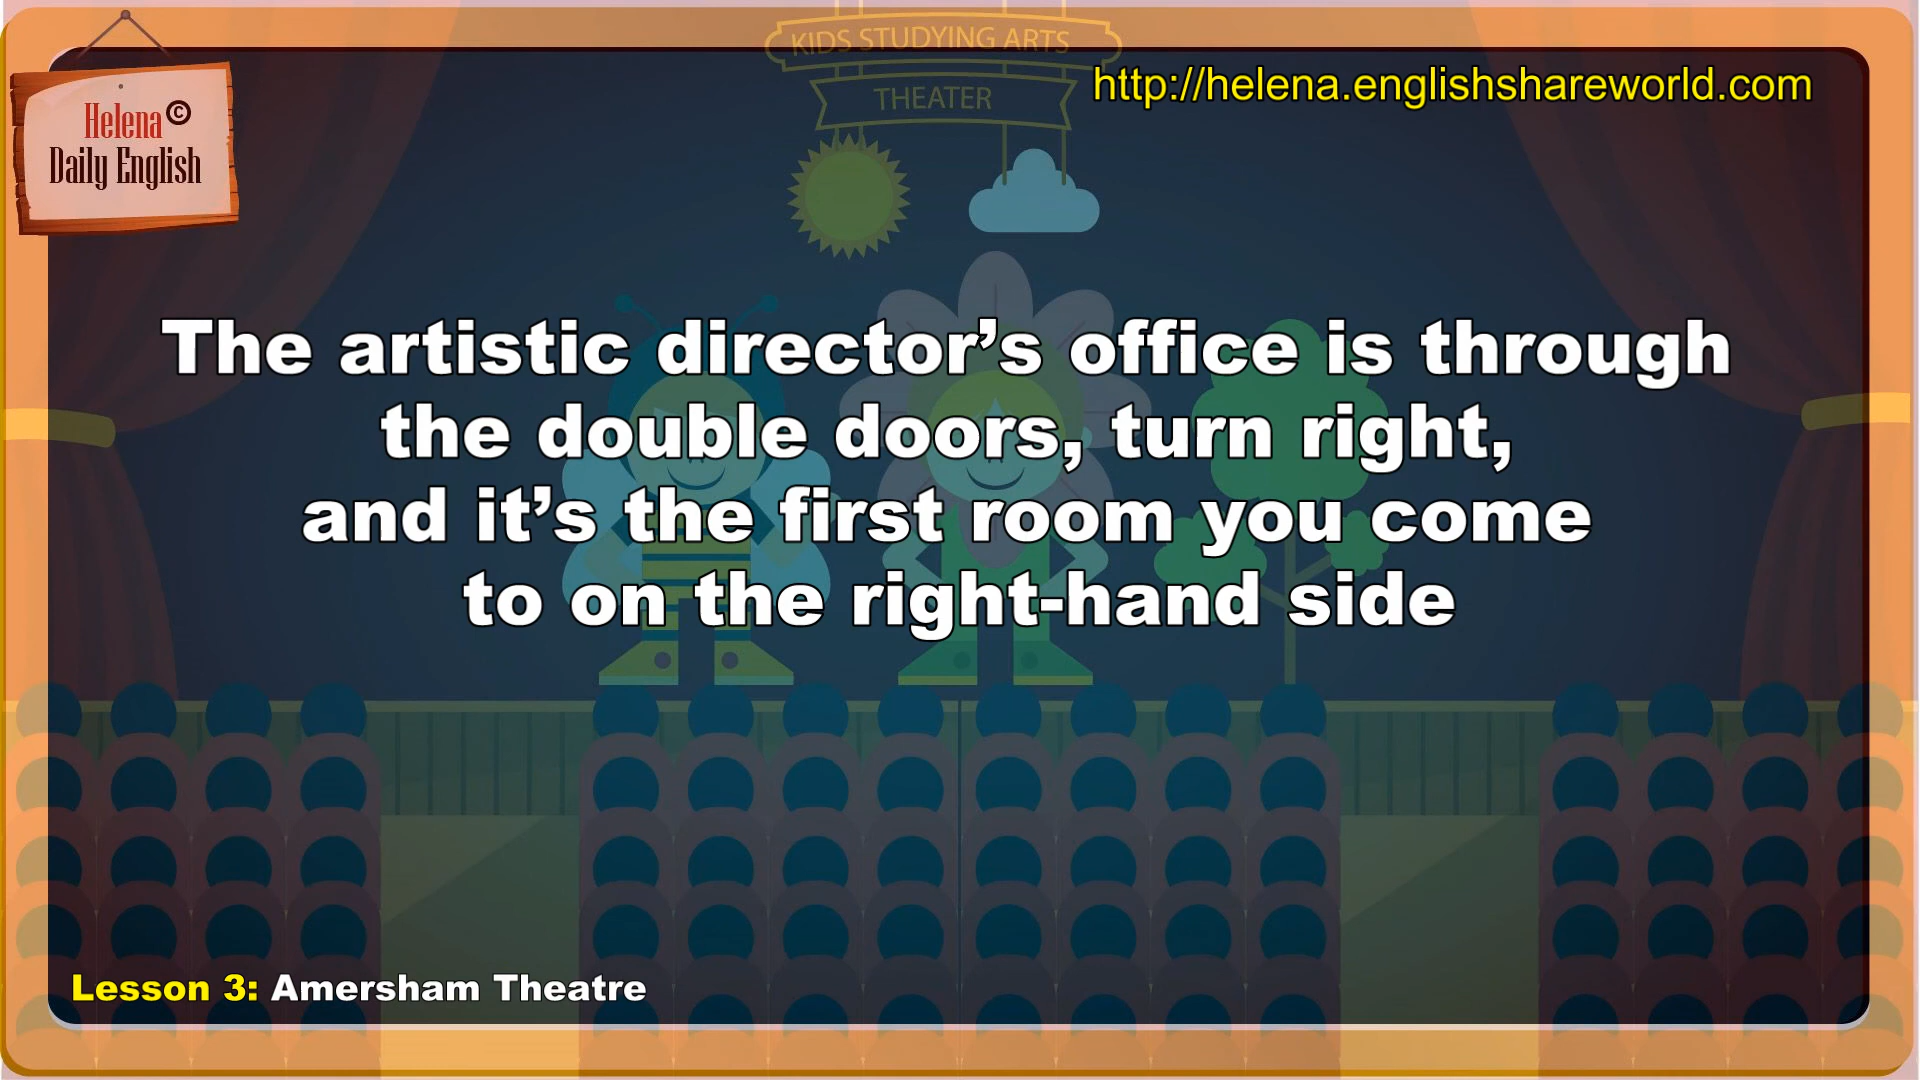 KIDS STUDYING ARTS
THEATER
http://helena.englishshareworld.com
Helena©
Daily English
The artistic director’s office is through
the double doors, turn right,
and it’s the first room you come
to on the right-hand side
Lesson 3: Amersham Theatre